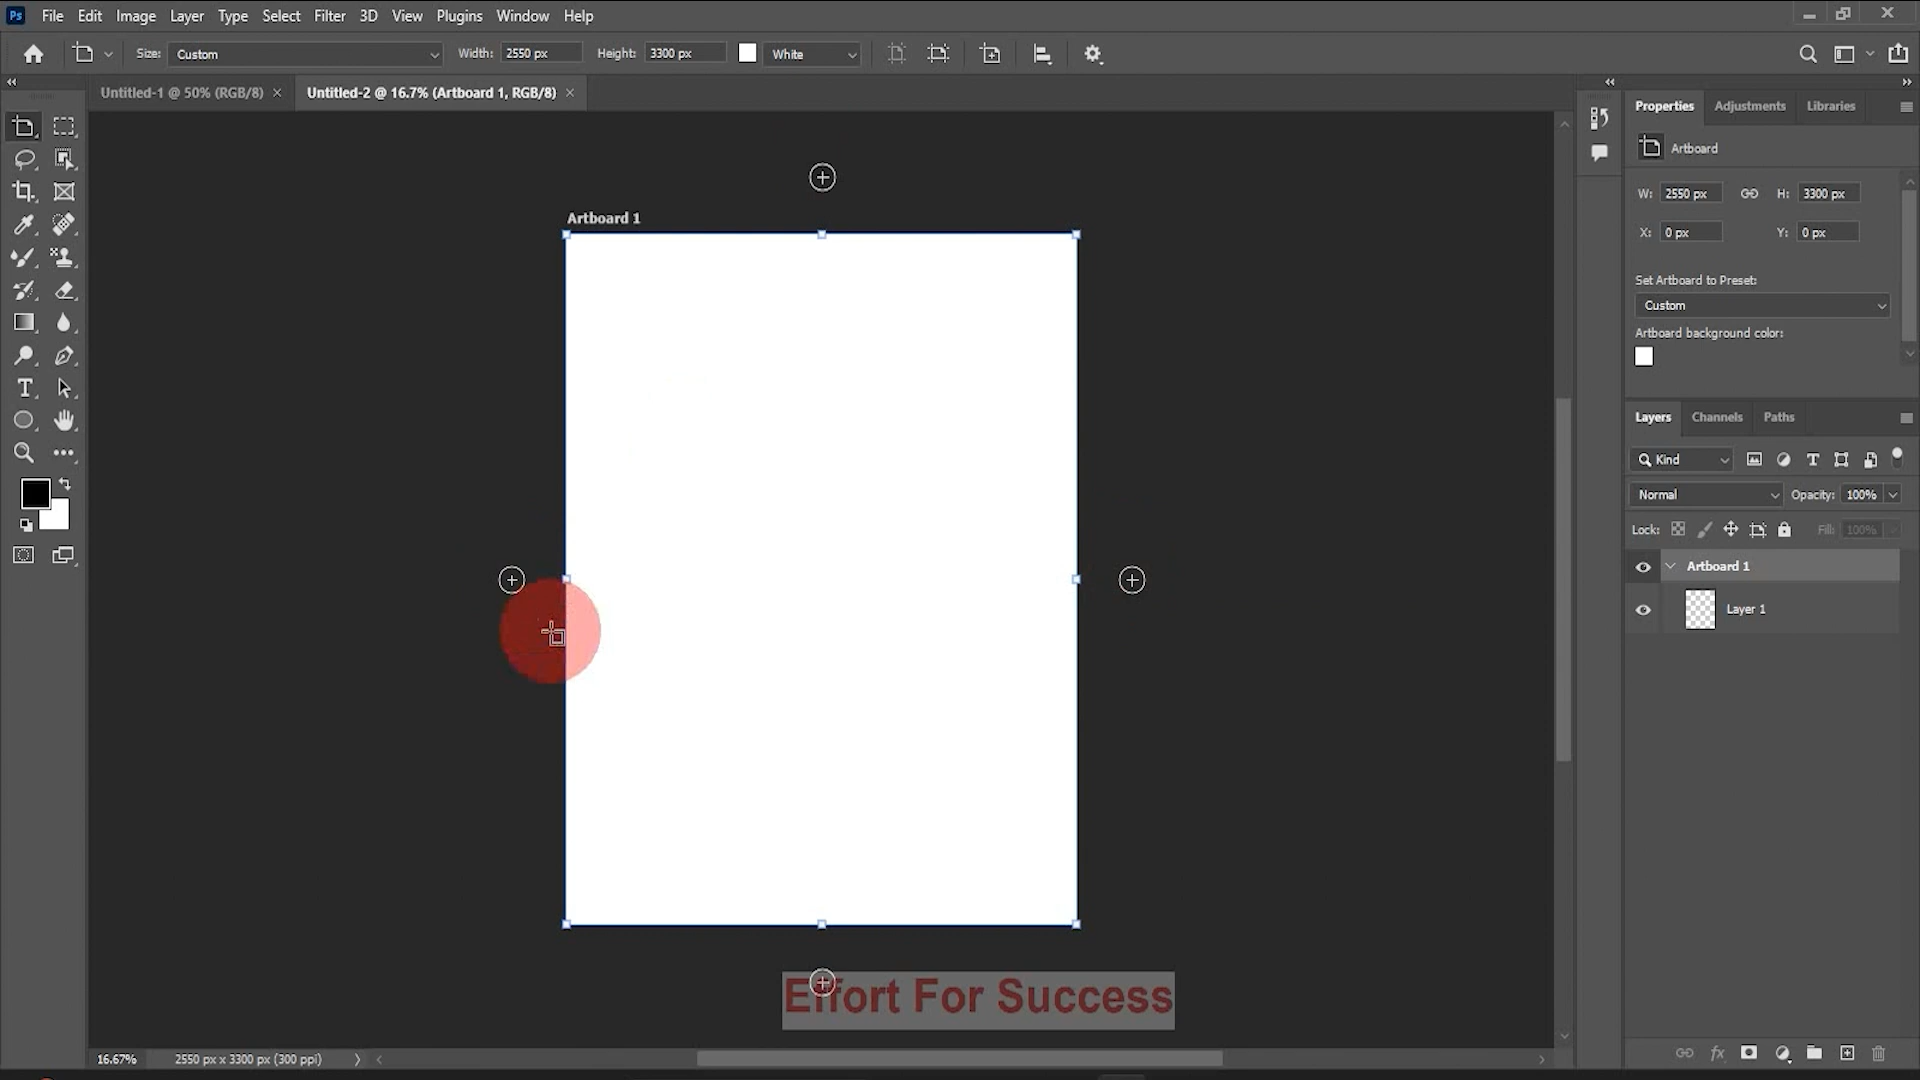 Ps File Edit Image Layer Type Select Filter 3D View Plugins Window Help
Size: Custom Width: 2550 px Height: 3300 px White
Untitled-1 @ 50% (RGB/8) × Untitled-2 @ 16.7% (Artboard 1, RGB/8) ×
Artboard 1
Effort For Success
16.67% 2550 px x 3300 px (300 ppi)
Properties Adjustments Libraries
Artboard
W: 2550 px H: 3300 px
X: 0 px Y: 0 px
Set Artboard to Preset:
Custom
Artboard background color:
Layers Channels Paths
Kind
Normal Opacity: 100%
Lock: Fill: 100%
Artboard 1
Layer 1
fx